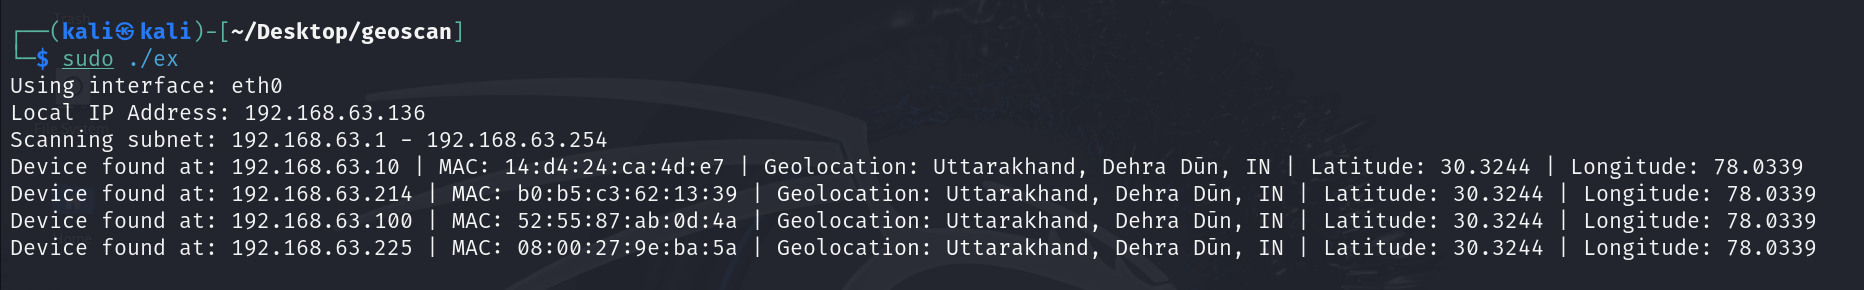 ┌──(kali㉿kali)-[~/Desktop/geoscan]
└─$ sudo ./ex
Using interface: eth0
Local IP Address: 192.168.63.136
Scanning subnet: 192.168.63.1 - 192.168.63.254
Device found at: 192.168.63.10 | MAC: 14:d4:24:ca:4d:e7 | Geolocation: Uttarakhand, Dehra Dūn, IN | Latitude: 30.3244 | Longitude: 78.0339
Device found at: 192.168.63.214 | MAC: b0:b5:c3:62:13:39 | Geolocation: Uttarakhand, Dehra Dūn, IN | Latitude: 30.3244 | Longitude: 78.0339
Device found at: 192.168.63.100 | MAC: 52:55:87:ab:0d:4a | Geolocation: Uttarakhand, Dehra Dūn, IN | Latitude: 30.3244 | Longitude: 78.0339
Device found at: 192.168.63.225 | MAC: 08:00:27:9e:ba:5a | Geolocation: Uttarakhand, Dehra Dūn, IN | Latitude: 30.3244 | Longitude: 78.0339